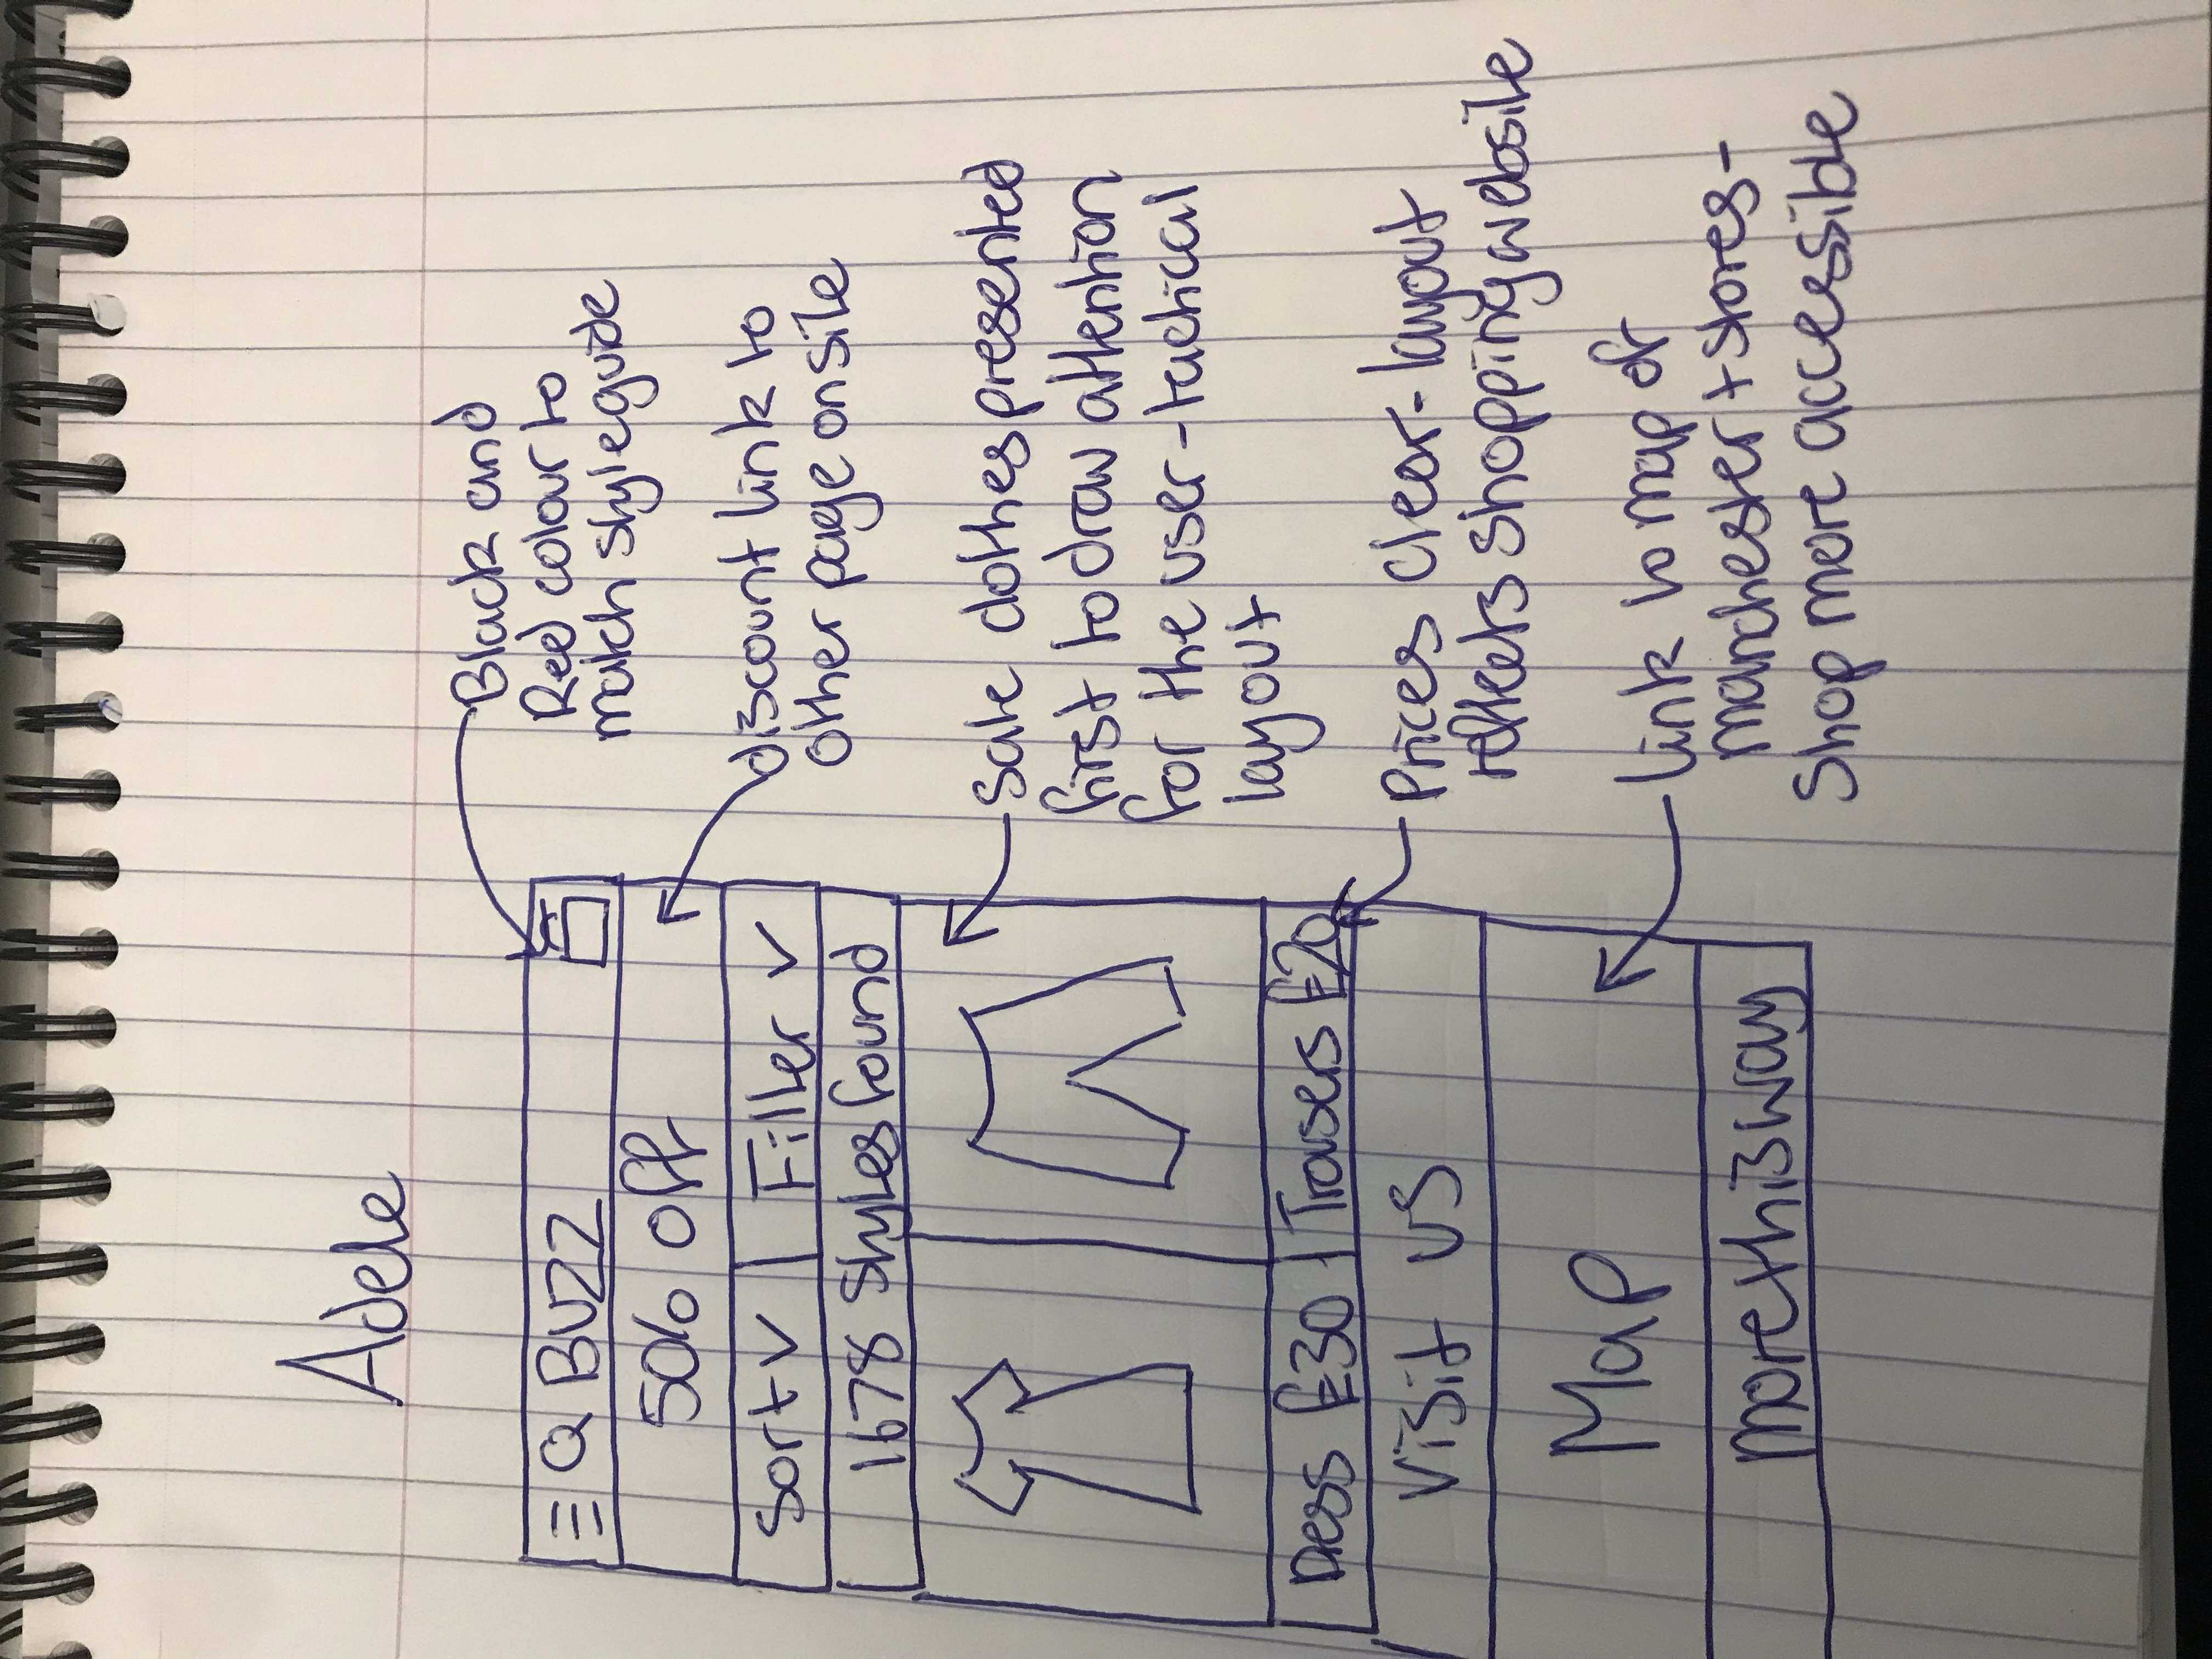 Adele
Black and
Red colour to
match styleguide
BUZZ
50% off
Sort Filter
1678 Styles found
discount link to
other page on site
Sale clothes presented
first to draw attention
for the user - tactical
layout
Dress £30 Trousers £20
Prices clear - layout
reflects shopping website
Visit us
Map
link to map of
manchester + stores -
Shop more accessible
more this way